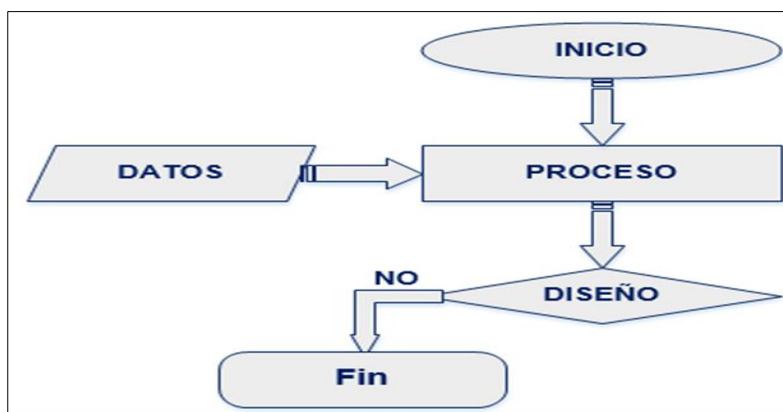 INICIO
DATOS
PROCESO
NO
DISEÑO
Fin